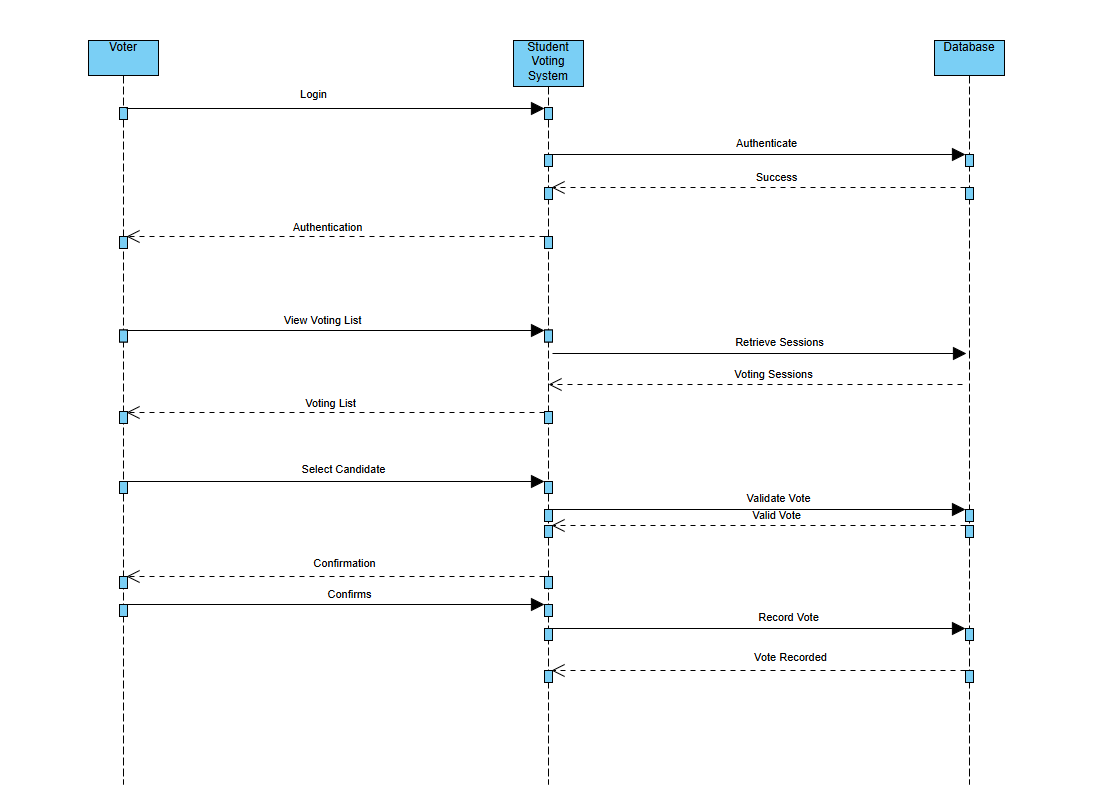 Voter
Student
Voting
System
Database
Login
Authenticate
Success
Authentication
View Voting List
Retrieve Sessions
Voting Sessions
Voting List
Select Candidate
Validate Vote
Valid Vote
Confirmation
Confirms
Record Vote
Vote Recorded